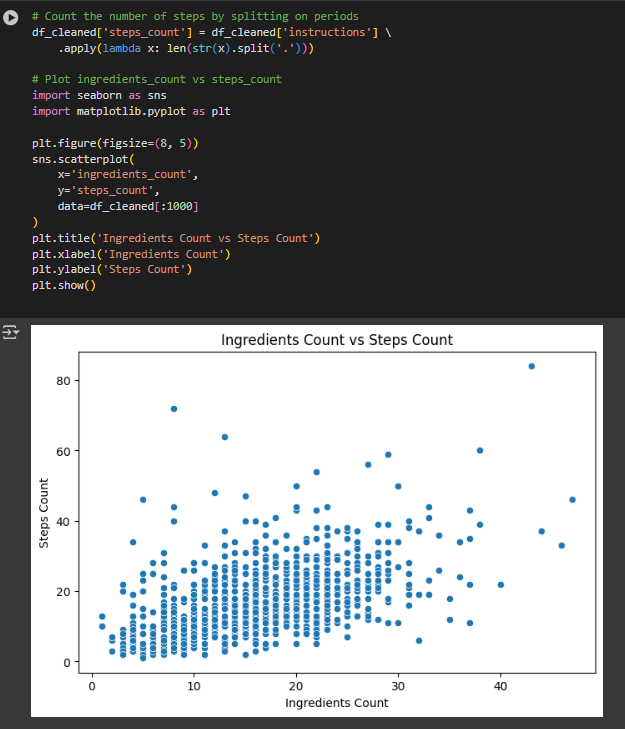 # Count the number of steps by splitting on periods
df_cleaned['steps_count'] = df_cleaned['instructions'] \
    .apply(lambda x: len(str(x).split('.')))

# Plot ingredients_count vs steps_count
import seaborn as sns
import matplotlib.pyplot as plt

plt.figure(figsize=(8, 5))
sns.scatterplot(
    x='ingredients_count',
    y='steps_count',
    data=df_cleaned[:1000]
)
plt.title('Ingredients Count vs Steps Count')
plt.xlabel('Ingredients Count')
plt.ylabel('Steps Count')
plt.show()
Ingredients Count vs Steps Count
80
60
40
20
0
Steps Count
0 10 20 30 40
Ingredients Count